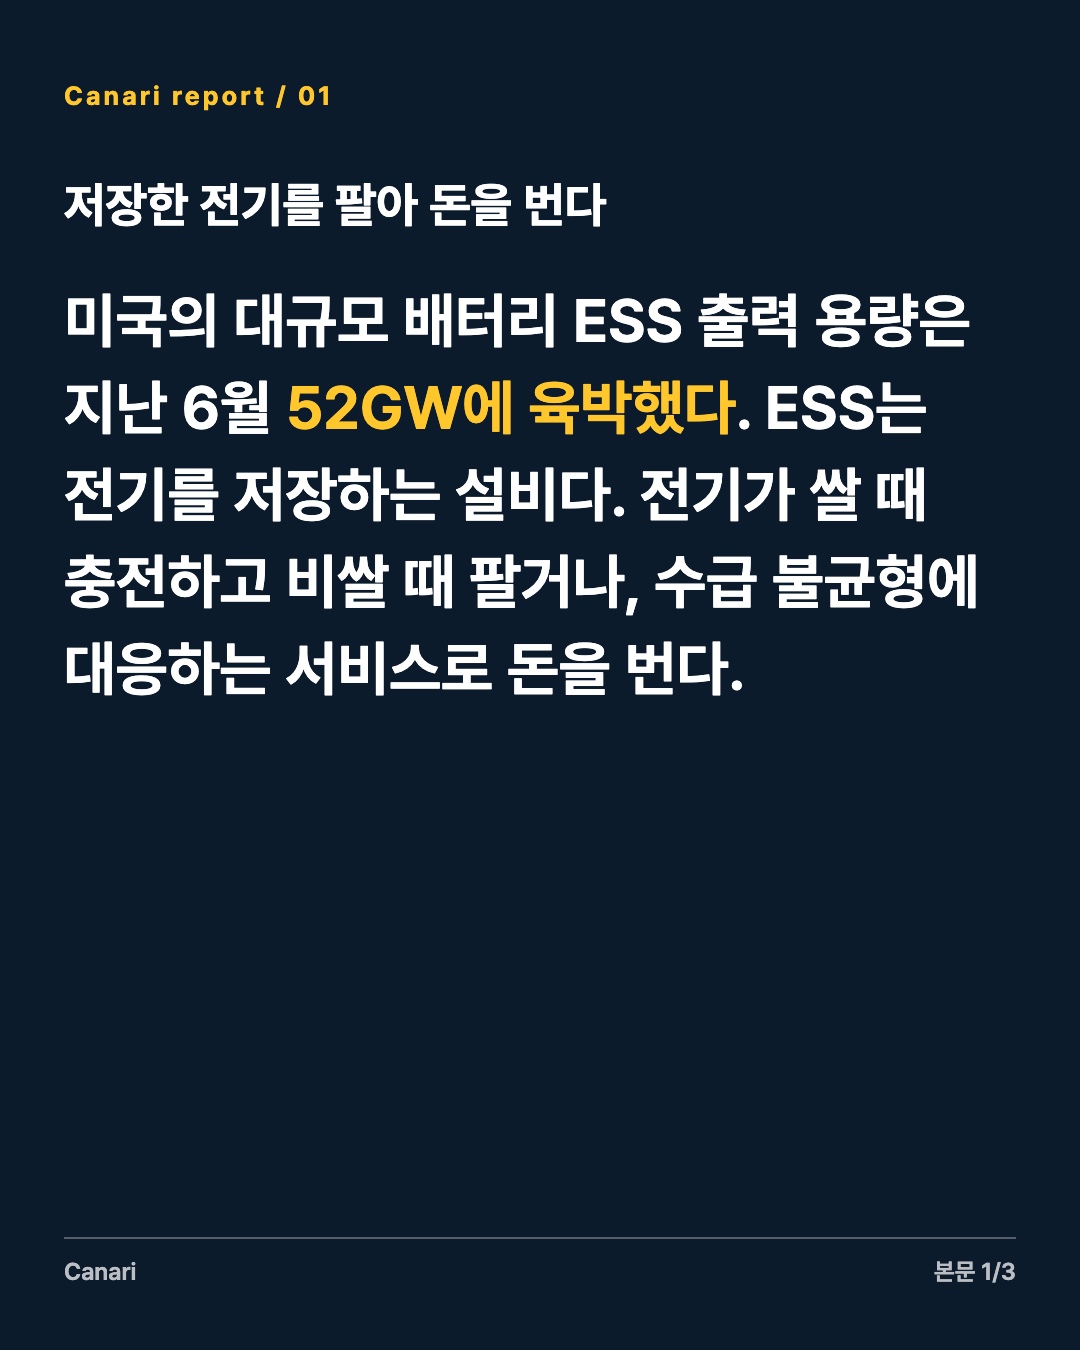 Canari report / 01
저장한 전기를 팔아 돈을 번다
미국의 대규모 배터리 ESS 출력 용량은
지난 6월 52GW에 육박했다. ESS는
전기를 저장하는 설비다. 전기가 쌀 때
충전하고 비쌀 때 팔거나, 수급 불균형에
대응하는 서비스로 돈을 번다.
Canari
본문 1/3